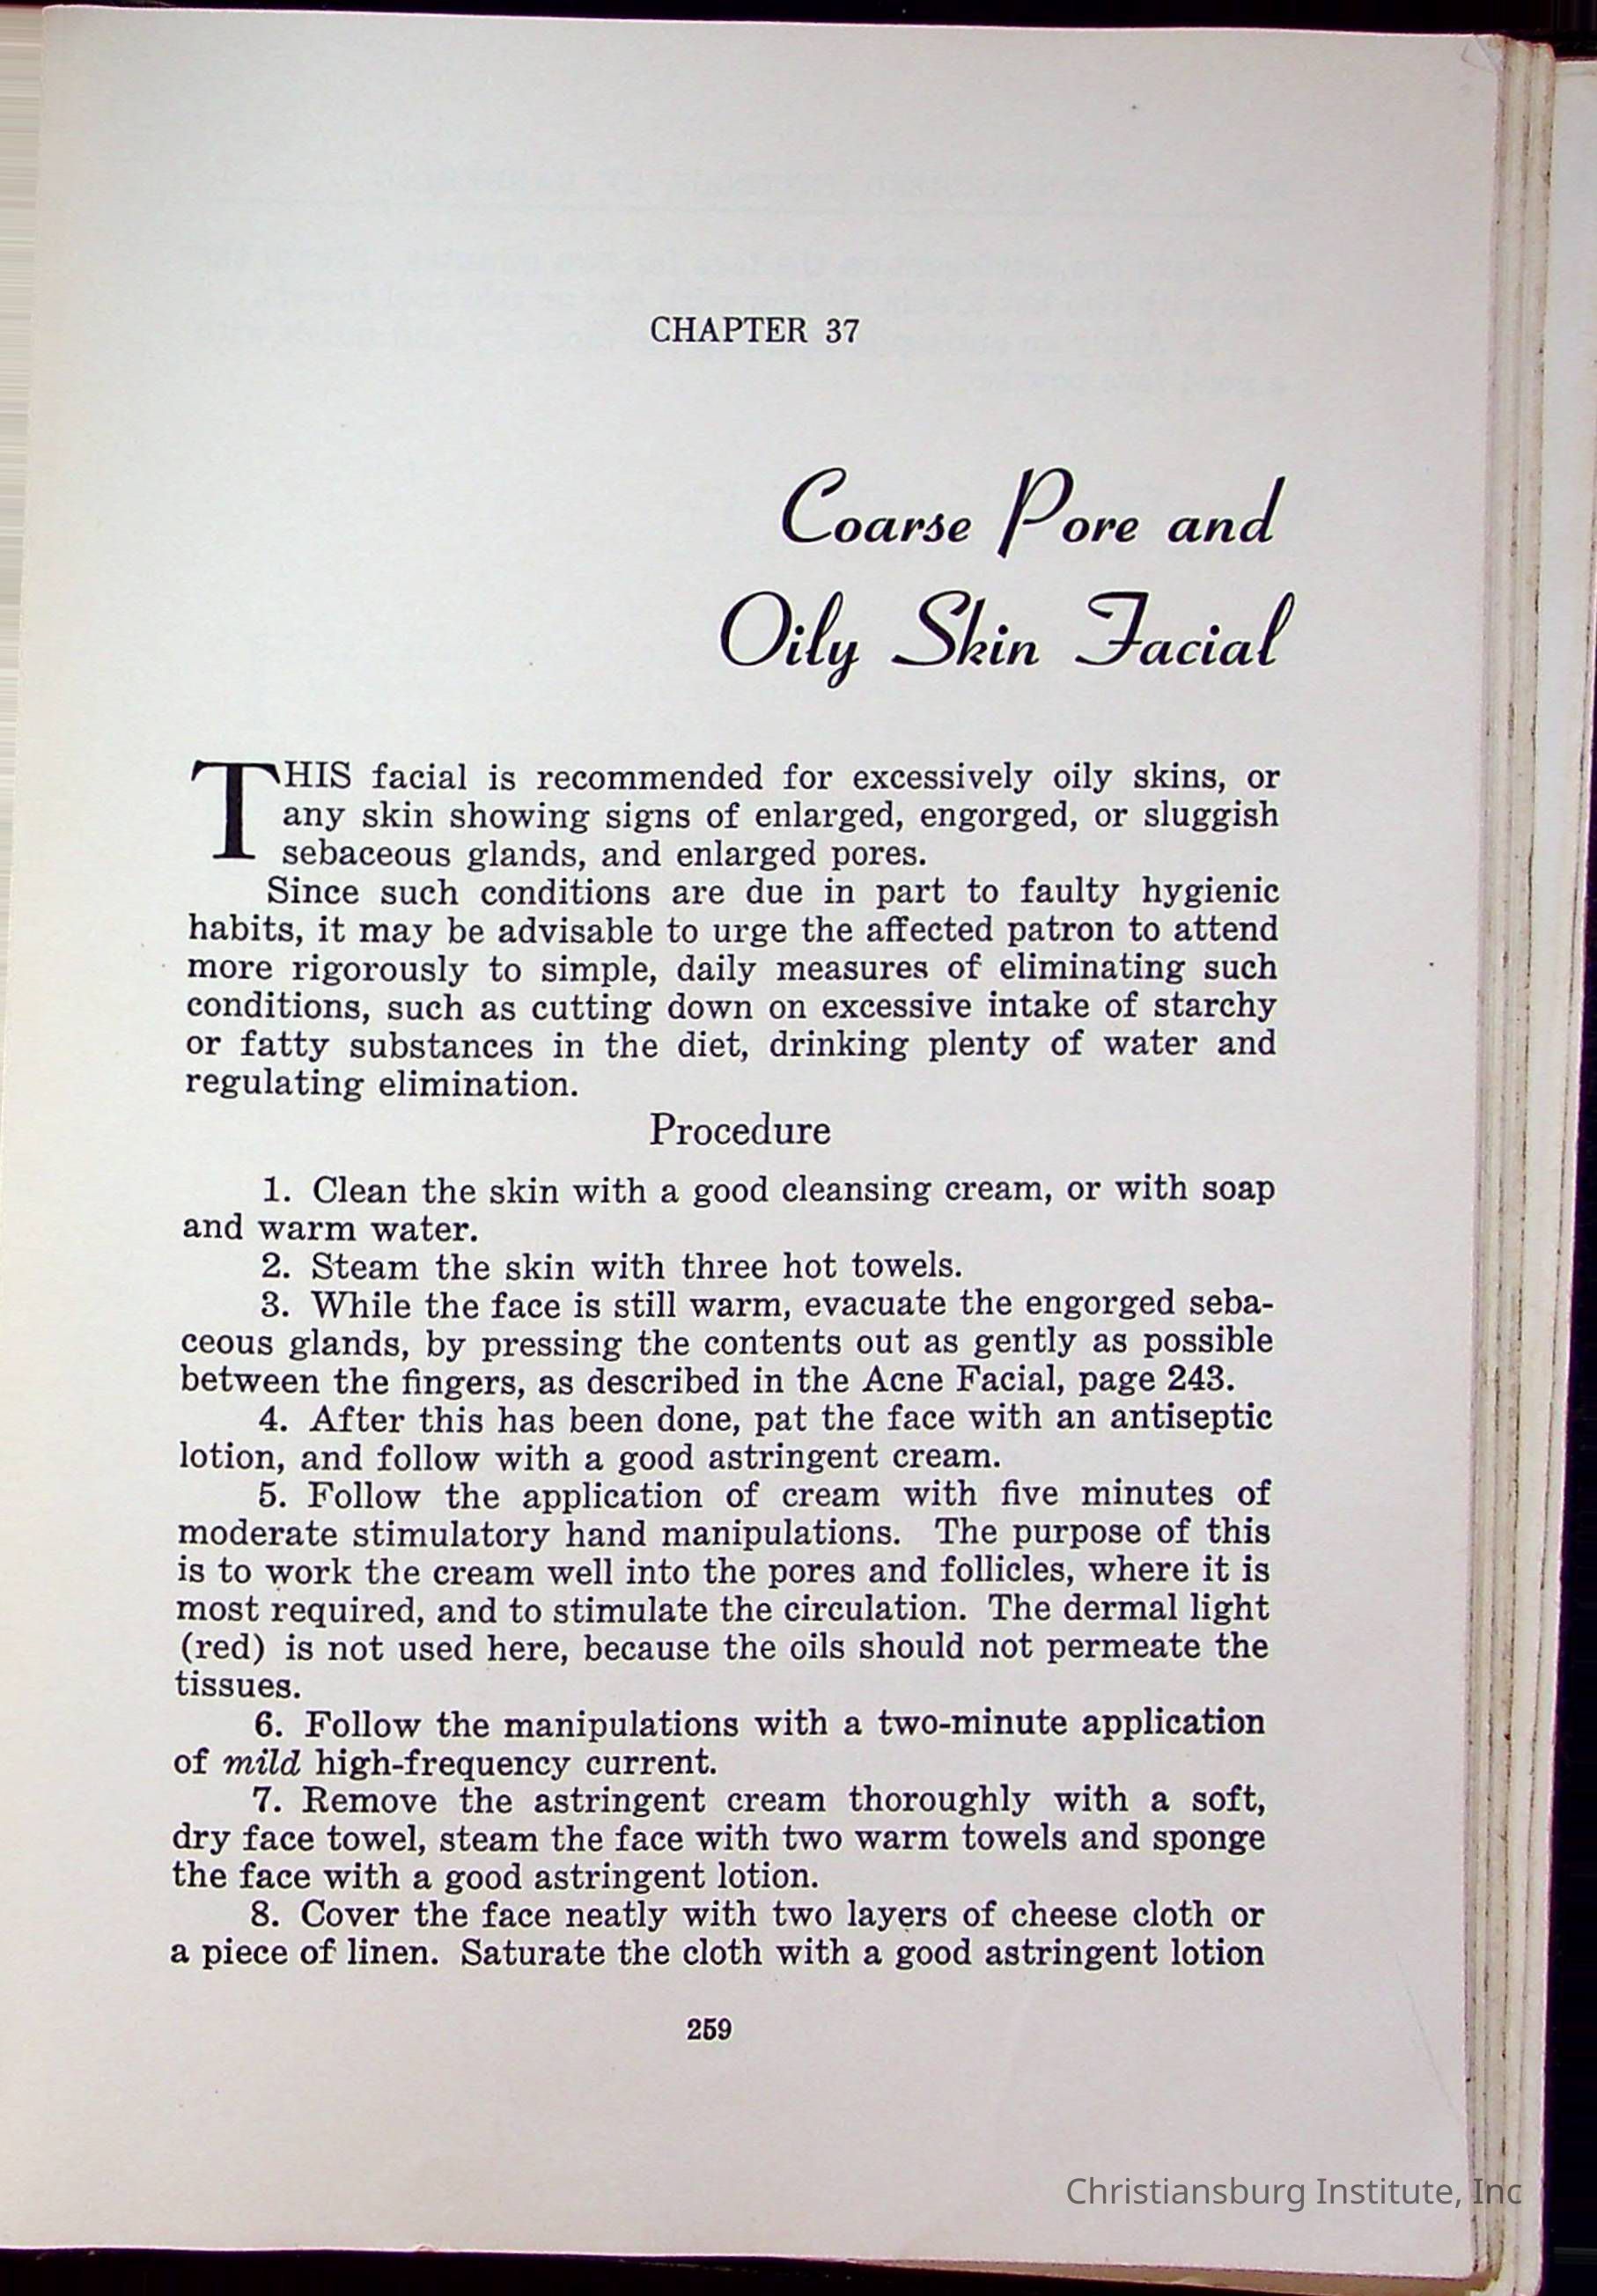 CHAPTER 37
Coarse Pore and
Oily Skin Facial
THIS facial is recommended for excessively oily skins, or
any skin showing signs of enlarged, engorged, or sluggish
sebaceous glands, and enlarged pores.
Since such conditions are due in part to faulty hygienic
habits, it may be advisable to urge the affected patron to attend
more rigorously to simple, daily measures of eliminating such
conditions, such as cutting down on excessive intake of starchy
or fatty substances in the diet, drinking plenty of water and
regulating elimination.
Procedure
1. Clean the skin with a good cleansing cream, or with soap
and warm water.
2. Steam the skin with three hot towels.
3. While the face is still warm, evacuate the engorged seba-
ceous glands, by pressing the contents out as gently as possible
between the fingers, as described in the Acne Facial, page 243.
4. After this has been done, pat the face with an antiseptic
lotion, and follow with a good astringent cream.
5. Follow the application of cream with five minutes of
moderate stimulatory hand manipulations. The purpose of this
is to work the cream well into the pores and follicles, where it is
most required, and to stimulate the circulation. The dermal light
(red) is not used here, because the oils should not permeate the
tissues.
6. Follow the manipulations with a two-minute application
of mild high-frequency current.
7. Remove the astringent cream thoroughly with a soft,
dry face towel, steam the face with two warm towels and sponge
the face with a good astringent lotion.
8. Cover the face neatly with two layers of cheese cloth or
a piece of linen. Saturate the cloth with a good astringent lotion
259
Christiansburg Institute, Inc